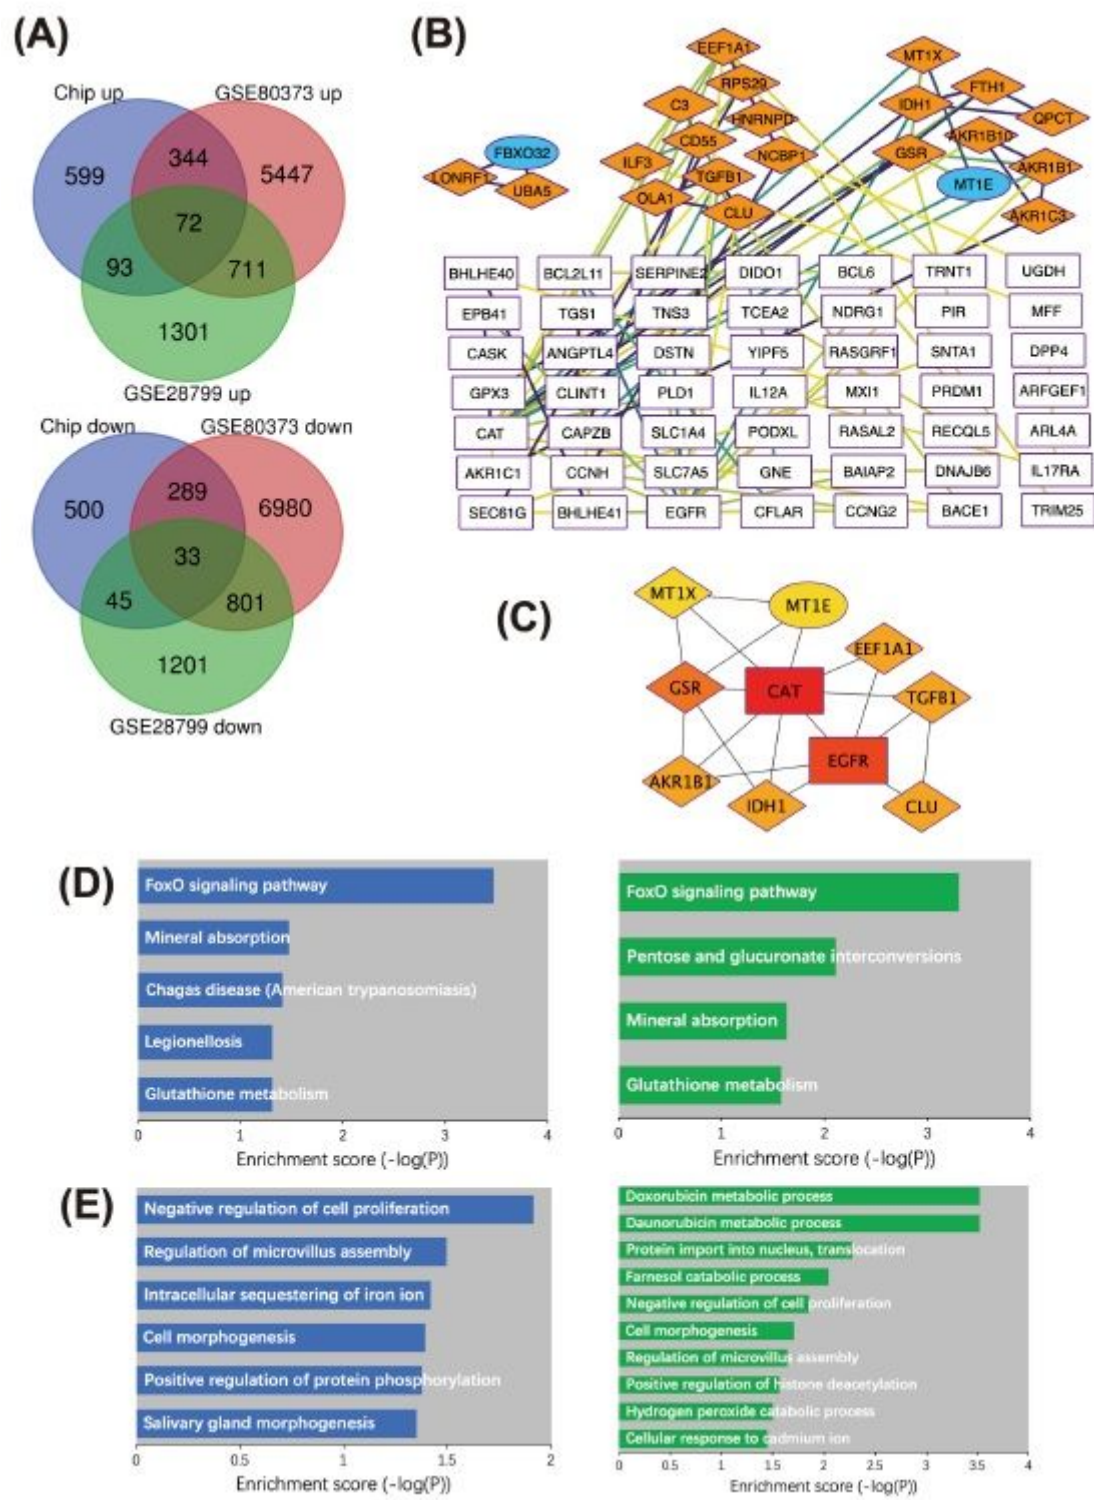 (A)
Chip up
GSE80373 up
599
344
5447
72
93
711
1301
GSE28799 up
Chip down
GSE80373 down
500
289
6980
33
45
801
1201
GSE28799 down
(B)
EEF1A1
MT1X
RPS29
FTH1
C3
IDH1
HNRNPD
QPCT
CD55
AKR1B10
FBXO32
ILF3
NCBP1
GSR
AKR1B1
LONRF1
UBA5
TGFB1
MT1E
OLA1
CLU
AKR1C3
BHLHE40 BCL2L11 SERPINE2 DIDO1 BCL6 TRNT1 UGDH
EPB41 TGS1 TNS3 TCEA2 NDRG1 PIR MFF
CASK ANGPTL4 DSTN YIPF5 RASGRF1 SNTA1 DPP4
GPX3 CLINT1 PLD1 IL12A MXI1 PRDM1 ARFGEF1
CAT CAPZB SLC1A4 PODXL RASAL2 RECQL5 ARL4A
AKR1C1 CCNH SLC7A5 GNE BAIAP2 DNAJB6 IL17RA
SEC61G BHLHE41 EGFR CFLAR CCNG2 BACE1 TRIM25
(C)
MT1X
MT1E
EEF1A1
GSR
CAT
TGFB1
EGFR
AKR1B1
IDH1
CLU
(D)
FoxO signaling pathway
Mineral absorption
Chagas disease (American trypanosomiasis)
Legionellosis
Glutathione metabolism
0 1 2 3 4
Enrichment score (-log(P))
FoxO signaling pathway
Pentose and glucuronate interconversions
Mineral absorption
Glutathione metabolism
0 1 2 3 4
Enrichment score (-log(P))
(E)
Negative regulation of cell proliferation
Regulation of microvillus assembly
Intracellular sequestering of iron ion
Cell morphogenesis
Positive regulation of protein phosphorylation
Salivary gland morphogenesis
0 0.5 1 1.5 2
Enrichment score (-log(P))
Doxorubicin metabolic process
Daunorubicin metabolic process
Protein import into nucleus, translocation
Farnesol catabolic process
Negative regulation of cell proliferation
Cell morphogenesis
Regulation of microvillus assembly
Positive regulation of histone deacetylation
Hydrogen peroxide catabolic process
Cellular response to cadmium ion
0 0.5 1 1.5 2 2.5 3 3.5 4
Enrichment score (-log(P))